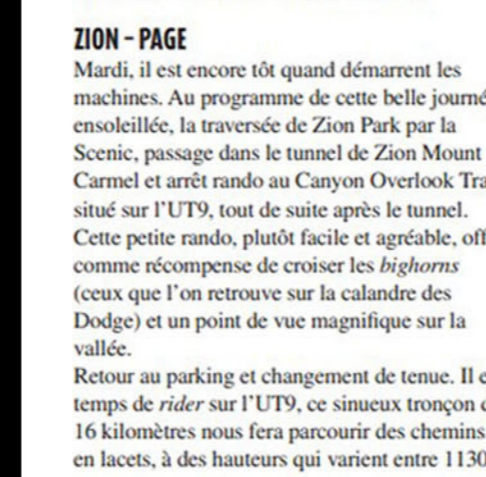 ZION – PAGE
Mardi, il est encore tôt quand démarrent les
machines. Au programme de cette belle journé
ensoleillée, la traversée de Zion Park par la
Scenic, passage dans le tunnel de Zion Mount
Carmel et arrêt rando au Canyon Overlook Tra
situé sur l'UT9, tout de suite après le tunnel.
Cette petite rando, plutôt facile et agréable, off
comme récompense de croiser les bighorns
(ceux que l'on retrouve sur la calandre des
Dodge) et un point de vue magnifique sur la
vallée.
Retour au parking et changement de tenue. Il e
temps de rider sur l'UT9, ce sinueux tronçon d
16 kilomètres nous fera parcourir des chemins
en lacets, à des hauteurs qui varient entre 1130